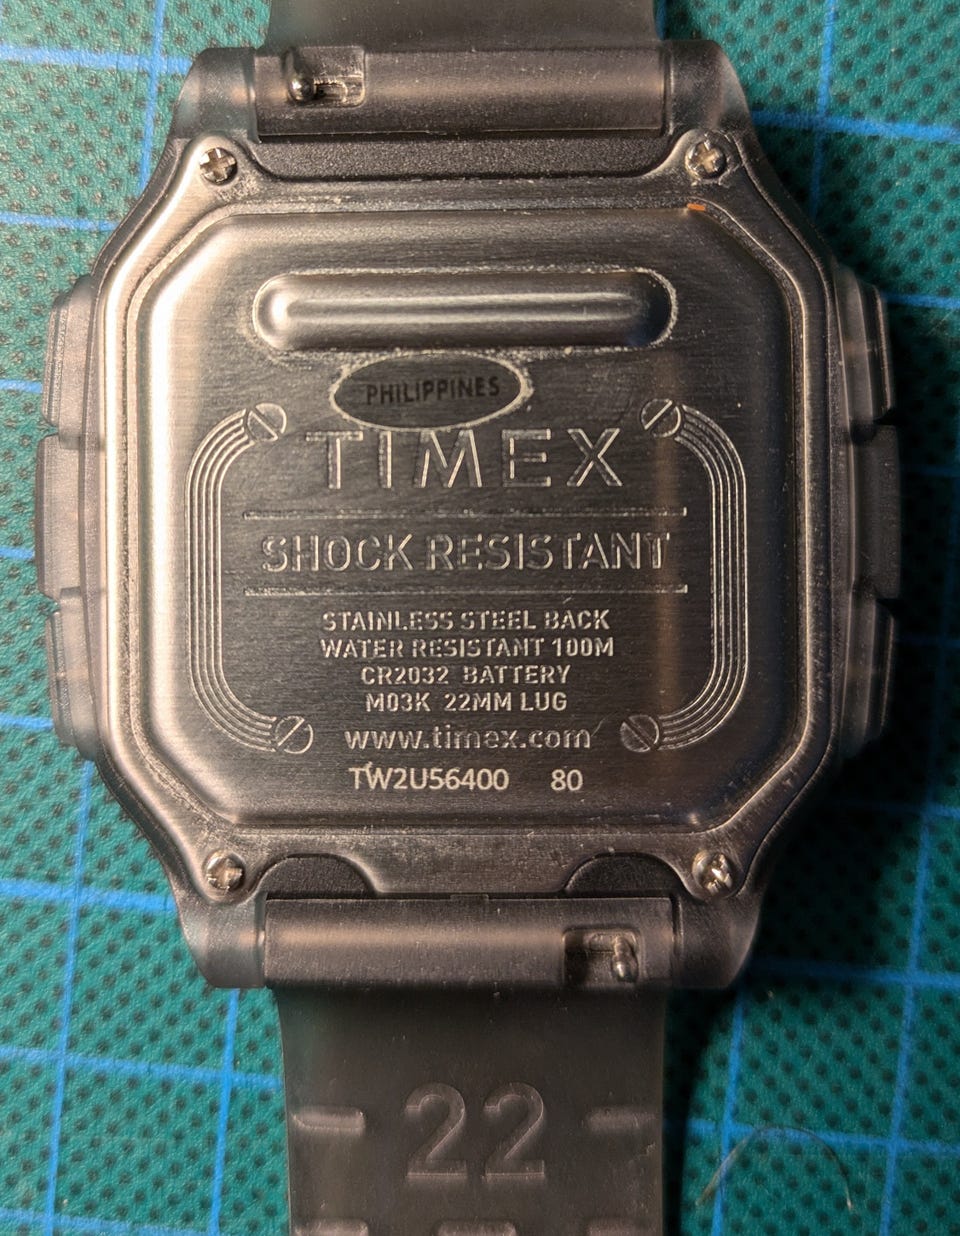 PHILIPPINES
TIMEX
SHOCK RESISTANT
STAINLESS STEEL BACK
WATER RESISTANT 100M
CR2032 BATTERY
M03K 22MM LUG
www.timex.com
TW2U56400 80
22